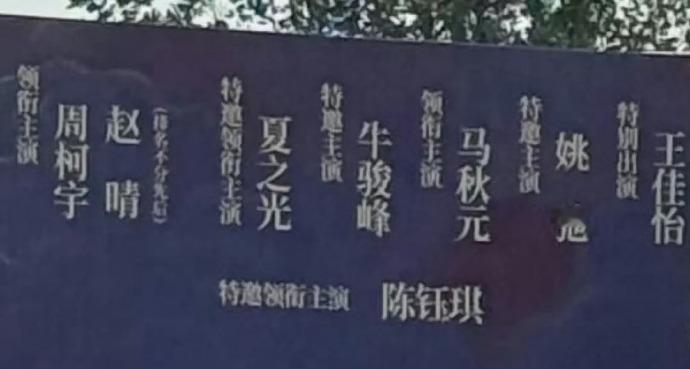 领衔主演
周柯宇
赵晴
(排名不分先后)
特邀领衔主演
夏之光
特邀主演
牛骏峰
领衔主演
马秋元
特邀主演
姚
特别出演
王佳怡
特邀领衔主演 陈钰琪